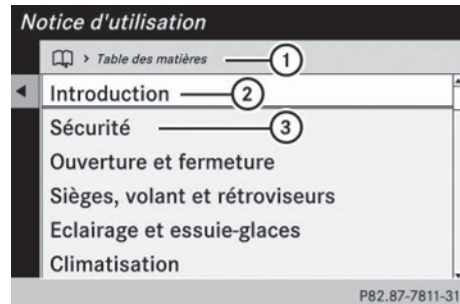 Notice d'utilisation
> Table des matières
1
Introduction
2
Sécurité
3
Ouverture et fermeture
Sièges, volant et rétroviseurs
Eclairage et essuie-glaces
Climatisation
P82.87-7811-31